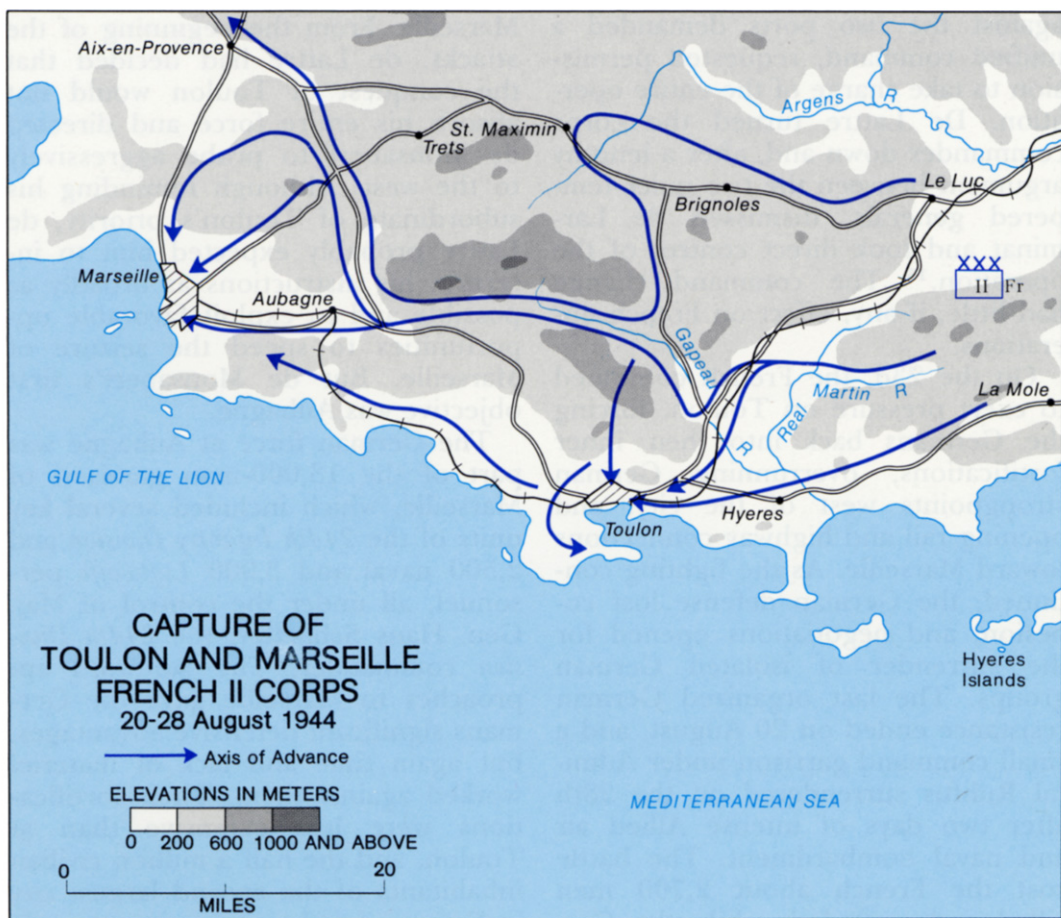 Aix-en-Provence
Argens R
St. Maximin
Trets
Le Luc
Brignoles
Marseille
XXX
II Fr
Aubagne
Gapeau R
Real Martin R
La Mole
GULF OF THE LION
Toulon
Hyeres
CAPTURE OF
TOULON AND MARSEILLE
FRENCH II CORPS
20-28 August 1944
Axis of Advance
Hyeres
Islands
ELEVATIONS IN METERS
0 200 600 1000 AND ABOVE
MEDITERRANEAN SEA
0 20
MILES